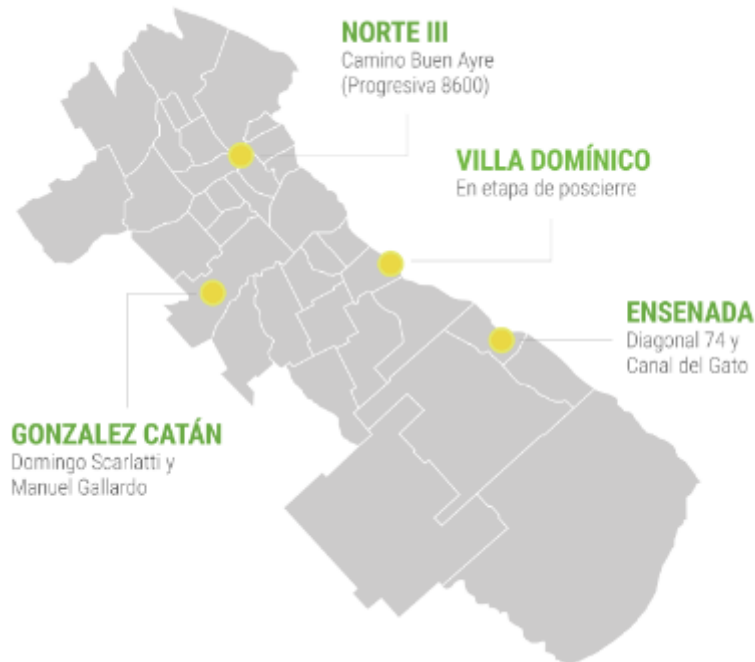 NORTE III
Camino Buen Ayre
(Progresiva 8600)
VILLA DOMÍNICO
En etapa de poscierre
ENSENADA
Diagonal 74 y
Canal del Gato
GONZALEZ CATÁN
Domingo Scarlatti y
Manuel Gallardo